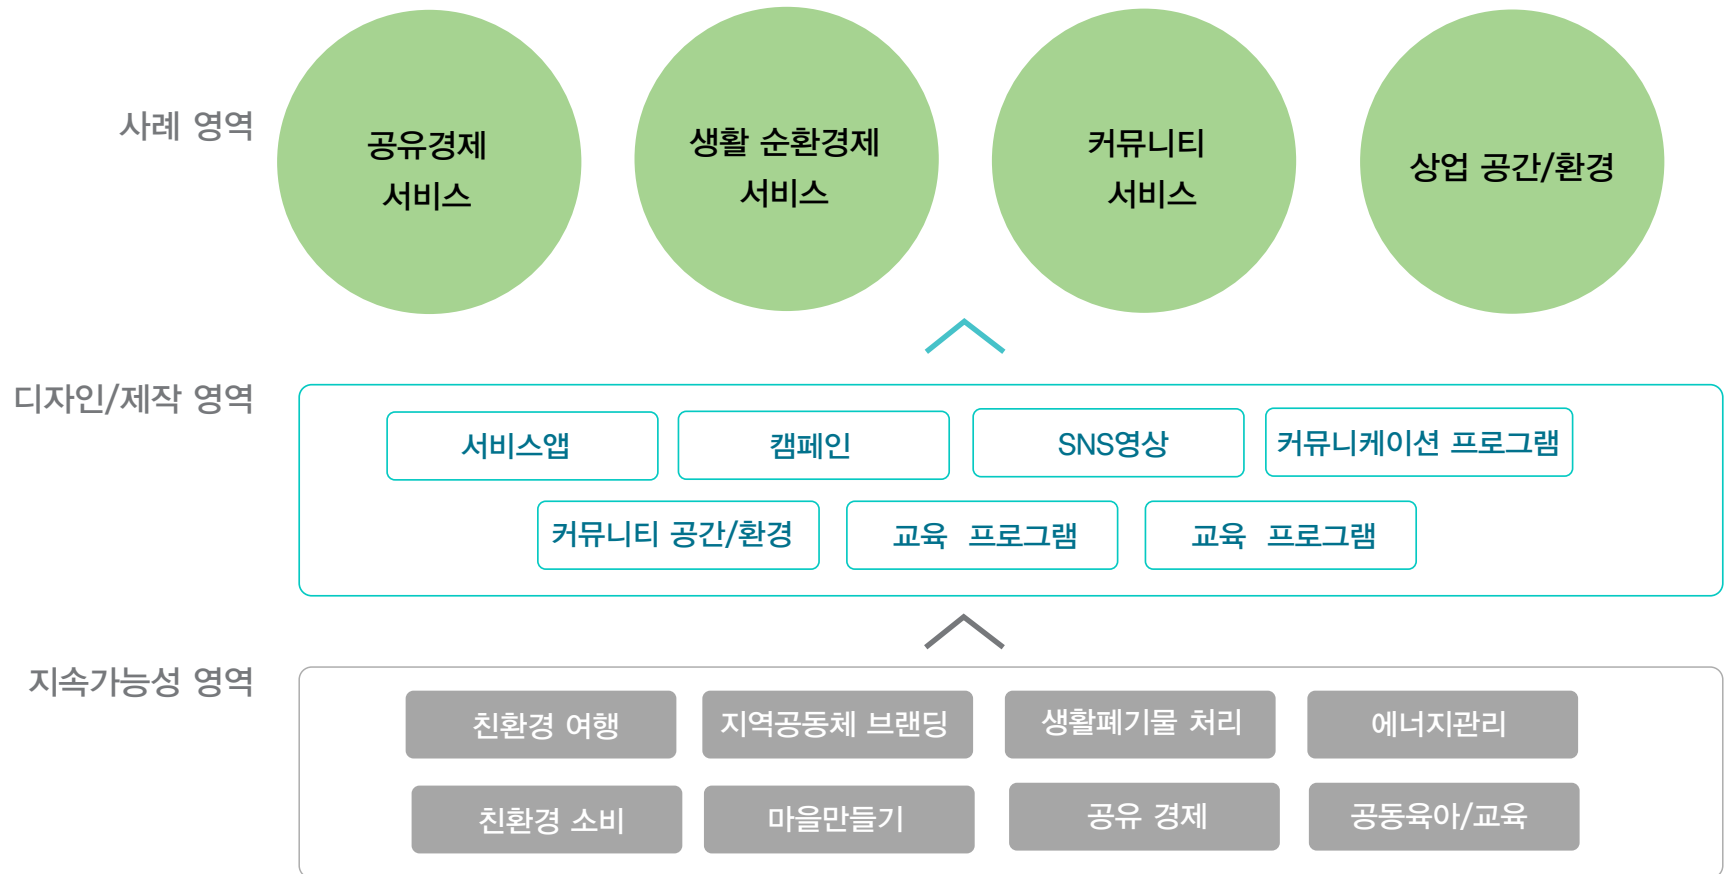 사례 영역
공유경제
서비스
생활 순환경제
서비스
커뮤니티
서비스
상업 공간/환경
디자인/제작 영역
서비스앱
캠페인
SNS영상
커뮤니케이션 프로그램
커뮤니티 공간/환경
교육 프로그램
교육 프로그램
지속가능성 영역
친환경 여행
지역공동체 브랜딩
생활폐기물 처리
에너지관리
친환경 소비
마을만들기
공유 경제
공동육아/교육